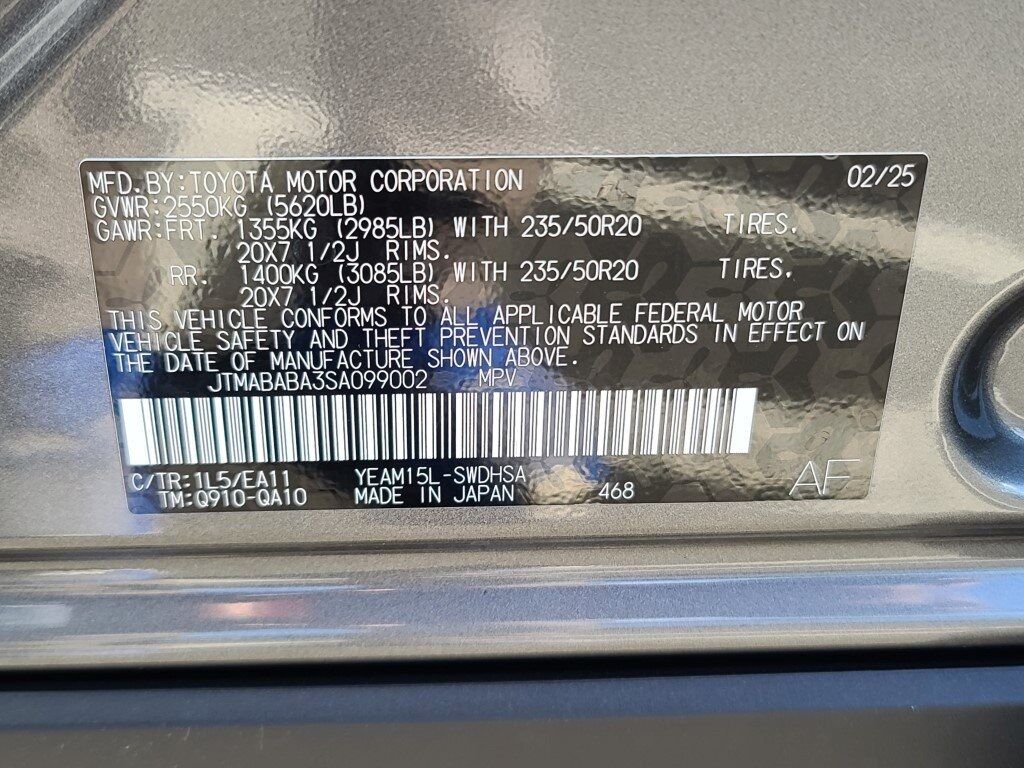 MFD.BY:TOYOTA MOTOR CORPORATION 02/25
GVWR:2550KG (5620LB)
GAWR:FRT. 1355KG (2985LB) WITH 235/50R20 TIRES.
20X7 1/2J RIMS.
RR. 1400KG (3085LB) WITH 235/50R20 TIRES.
20X7 1/2J RIMS.
THIS VEHICLE CONFORMS TO ALL APPLICABLE FEDERAL MOTOR
VEHICLE SAFETY AND THEFT PREVENTION STANDARDS IN EFFECT ON
THE DATE OF MANUFACTURE SHOWN ABOVE.
JTMABABA3SA099002 MPV
C/TR:1L5/EA11 YEAM15L-SWDHSA
TM:Q910-QA10 MADE IN JAPAN 468 AF